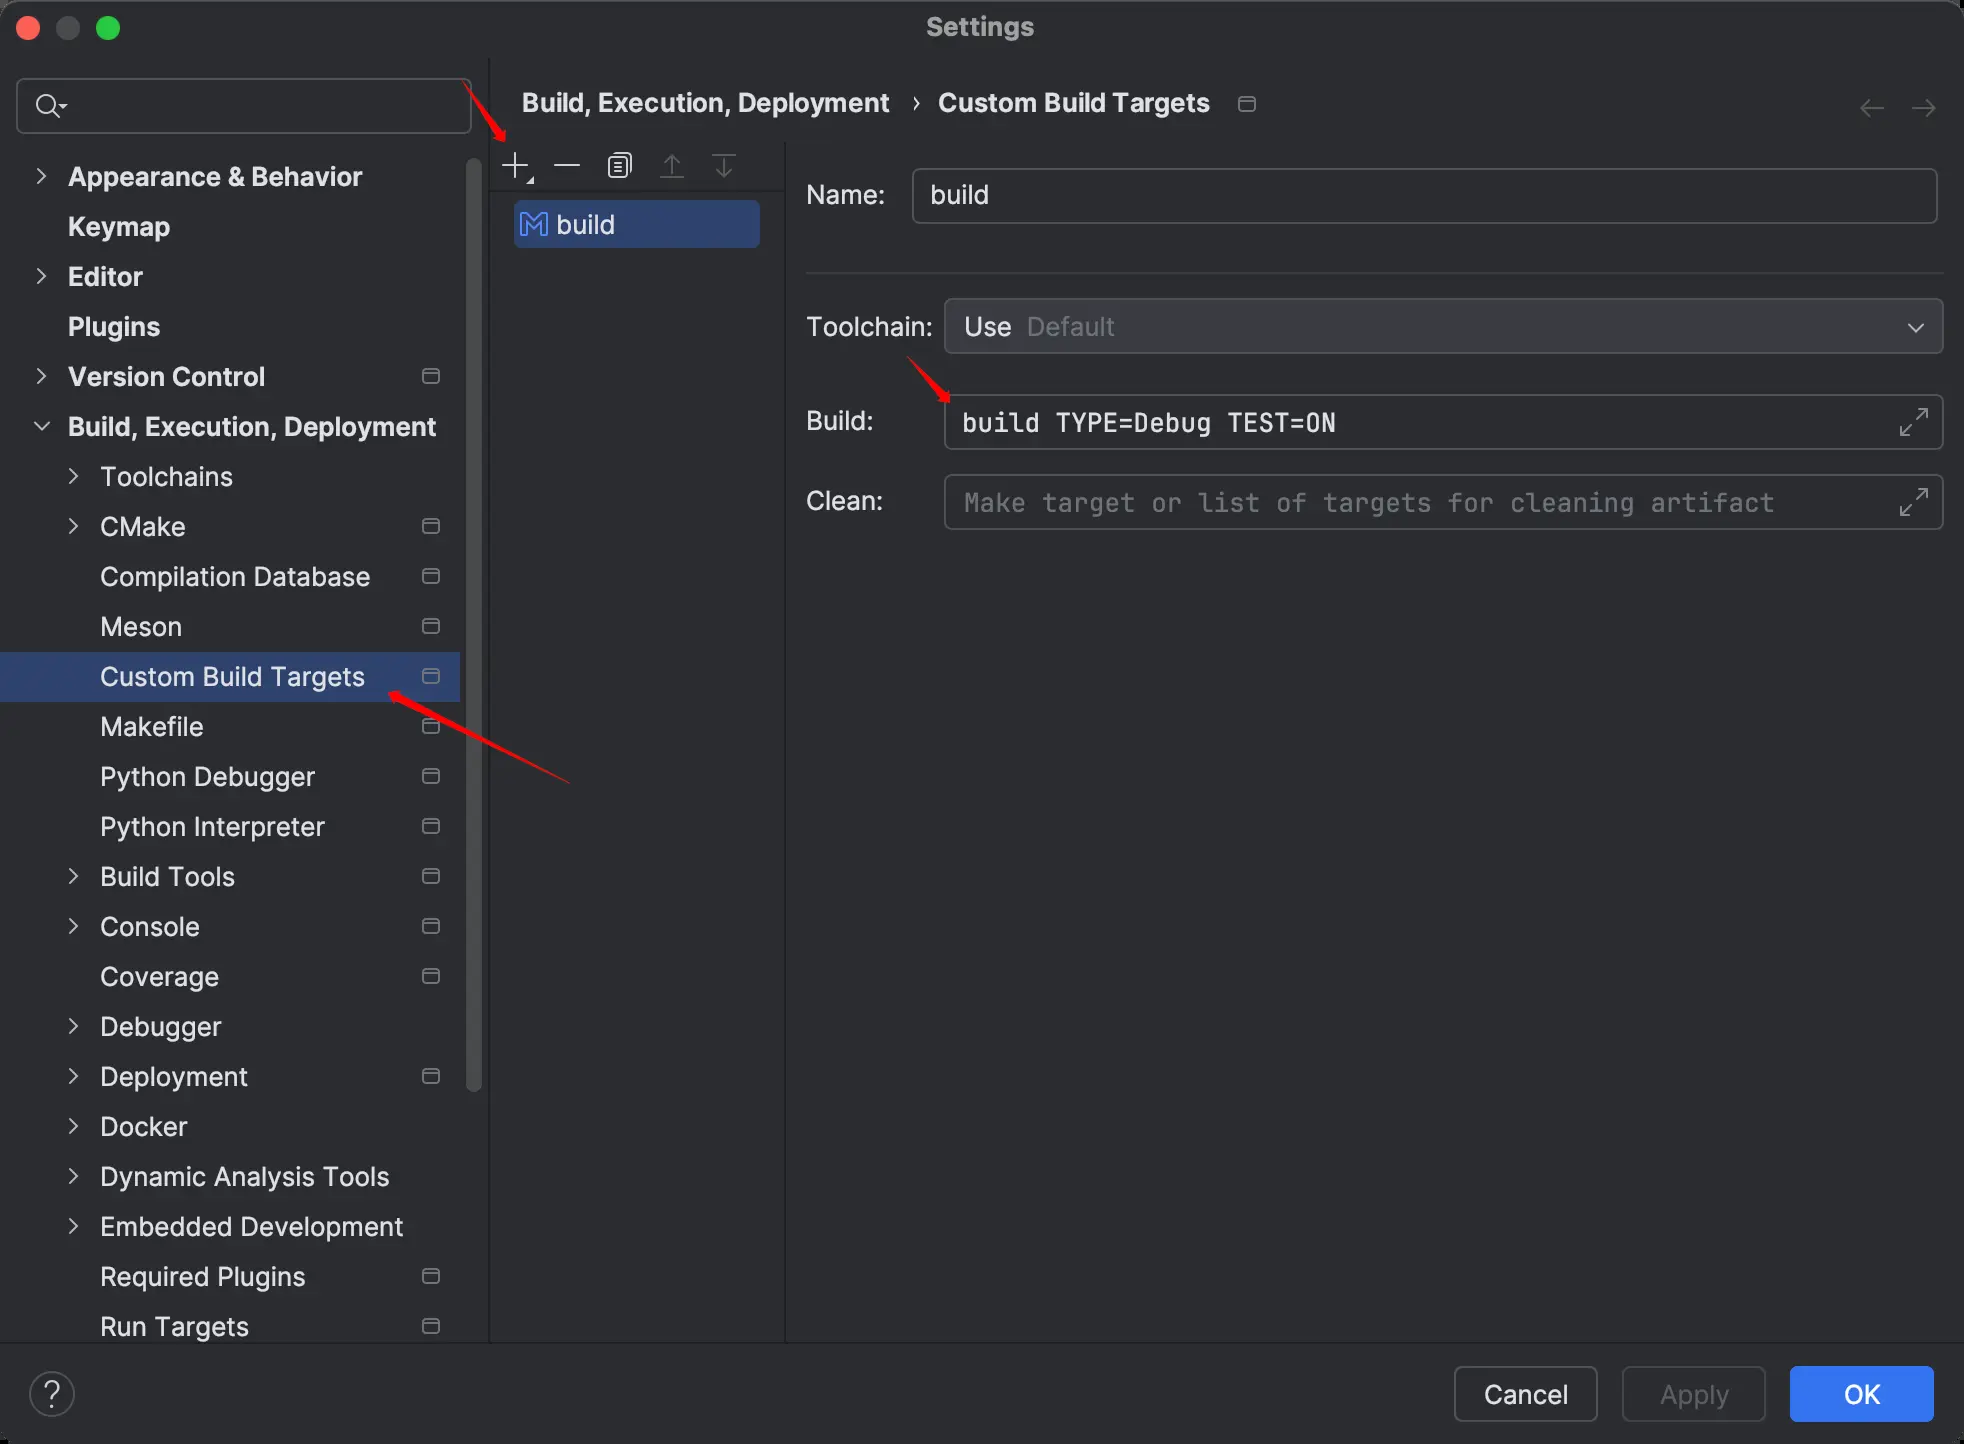 Settings
Build, Execution, Deployment › Custom Build Targets
Appearance & Behavior
Keymap
Editor
Plugins
Version Control
Build, Execution, Deployment
Toolchains
CMake
Compilation Database
Meson
Custom Build Targets
Makefile
Python Debugger
Python Interpreter
Build Tools
Console
Coverage
Debugger
Deployment
Docker
Dynamic Analysis Tools
Embedded Development
Required Plugins
Run Targets
build
Name: build
Toolchain: Use Default
Build: build TYPE=Debug TEST=ON
Clean: Make target or list of targets for cleaning artifact
?
Cancel
Apply
OK